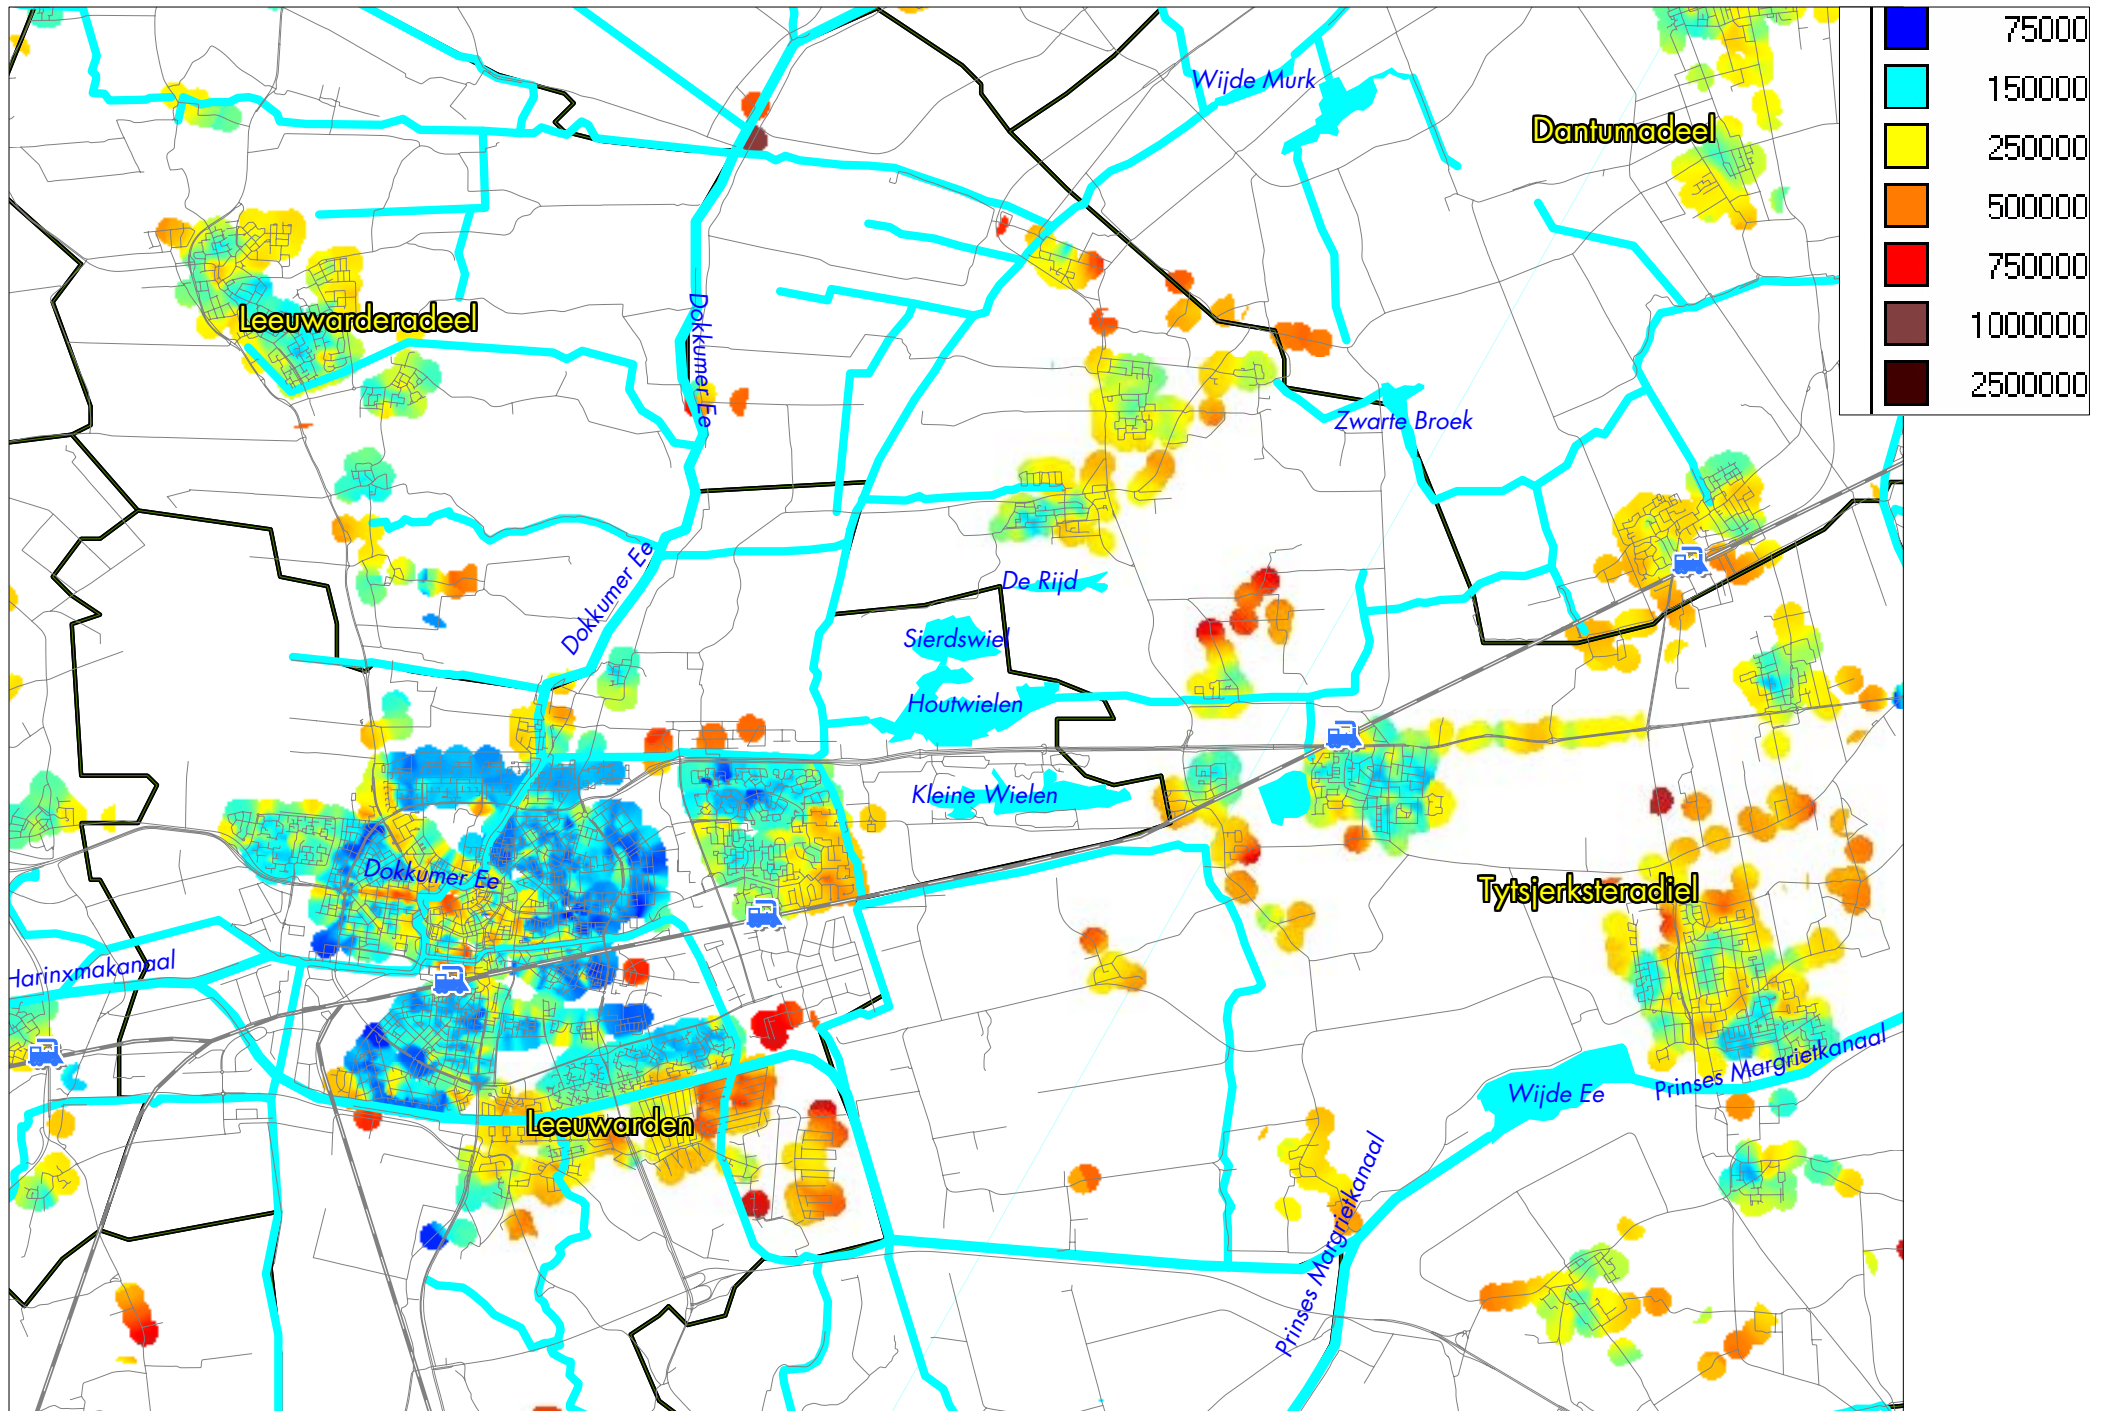 75000
Wijde Murk
150000
Dantumadeel
250000
500000
750000
Leeuwarderadeel
1000000
Dokkumer Ee
2500000
Zwarte Broek
De Rijd
Dokkumer Ee
Sierdswiel
Houtwielen
Kleine Wielen
Dokkumer Ee
Tytsjerksteradiel
Harinxmakanaal
Prinses Margrietkanaal
Wijde Ee
Leeuwarden
Prinses Margrietkanaal